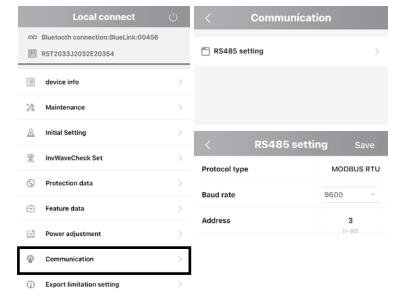 Local connect
Bluetooth connection:BlueLink:00456
R5T2033J2032E20354
device info
Maintenance
Initial Setting
InvWaveCheck Set
Protection data
Feature data
Power adjustment
Communication
Export limitation setting
Communication
RS485 setting
RS485 setting Save
Protocol type MODBUS RTU
Baud rate 9600
Address 3